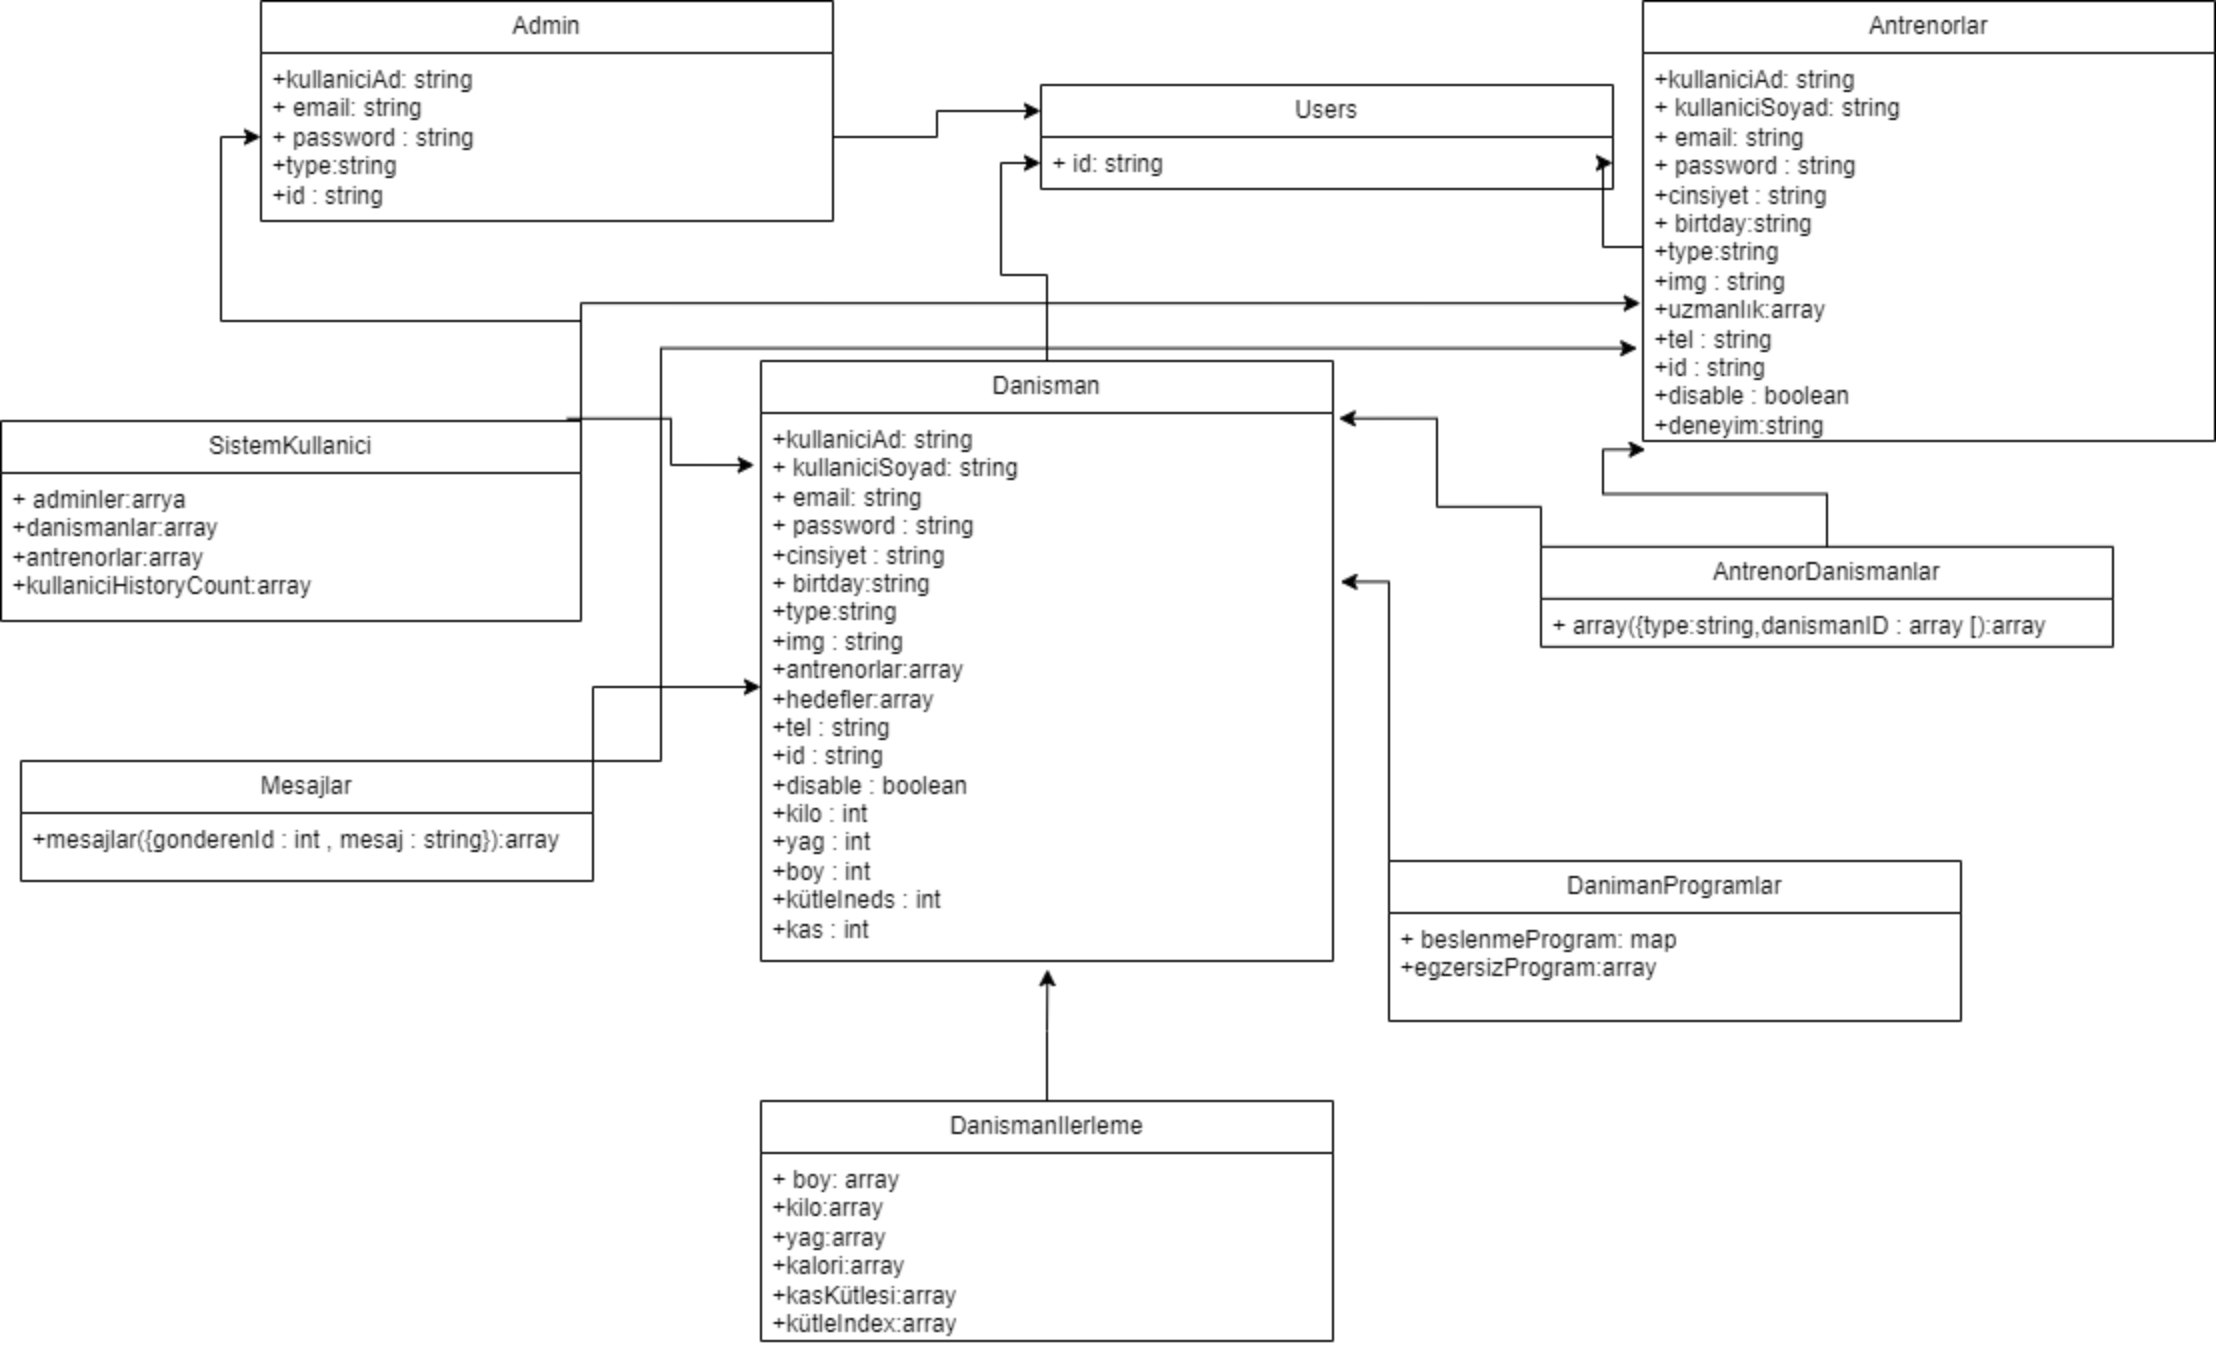 Admin
+kullaniciAd: string
+ email: string
+ password : string
+type:string
+id : string
Users
+ id: string
Antrenorlar
+kullaniciAd: string
+ kullaniciSoyad: string
+ email: string
+ password : string
+cinsiyet : string
+ birtday:string
+type:string
+img : string
+uzmanlık:array
+tel : string
+id : string
+disable : boolean
+deneyim:string
SistemKullanici
+ adminler:arrya
+danismanlar:array
+antrenorlar:array
+kullaniciHistoryCount:array
Danisman
+kullaniciAd: string
+ kullaniciSoyad: string
+ email: string
+ password : string
+cinsiyet : string
+ birtday:string
+type:string
+img : string
+antrenorlar:array
+hedefler:array
+tel : string
+id : string
+disable : boolean
+kilo : int
+yag : int
+boy : int
+kütleIneds : int
+kas : int
AntrenorDanismanlar
+ array({type:string,danismanID : array [):array
Mesajlar
+mesajlar({gonderenId : int , mesaj : string}):array
DanimanProgramlar
+ beslenmeProgram: map
+egzersizProgram:array
DanismanIlerleme
+ boy: array
+kilo:array
+yag:array
+kalori:array
+kasKütlesi:array
+kütleIndex:array